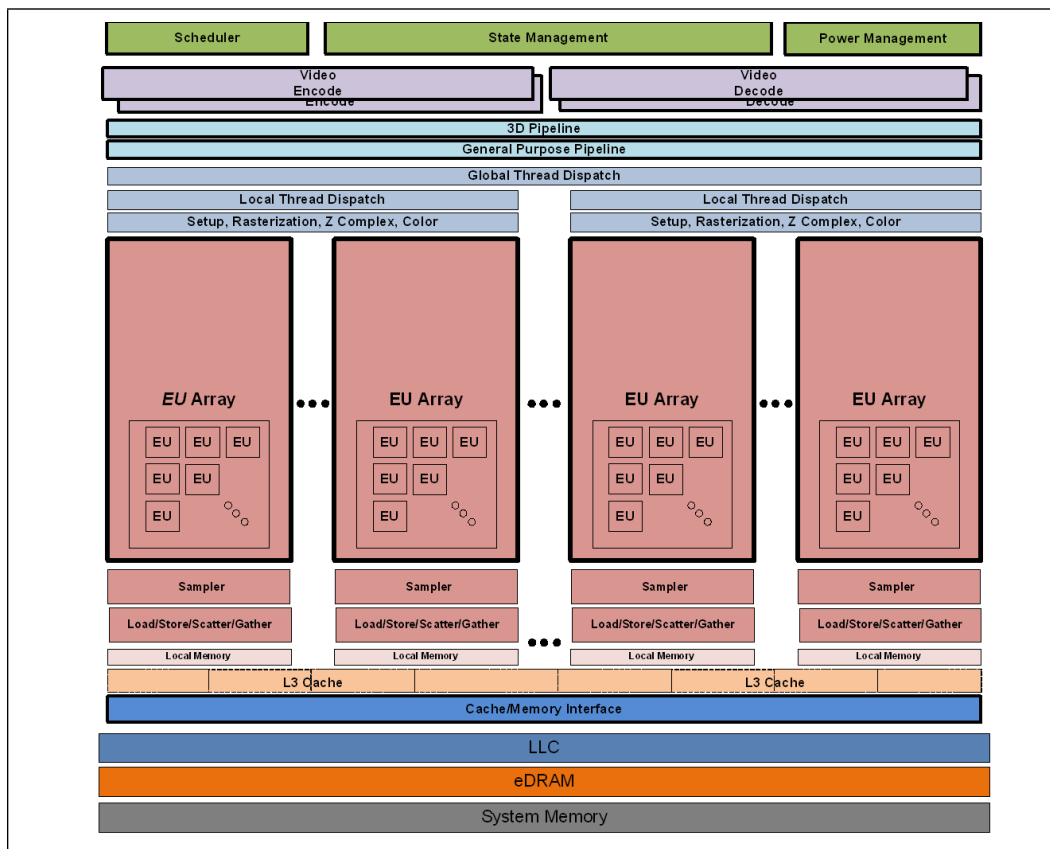 Scheduler
State Management
Power Management
Video
Encode
Encode
Video
Decode
Decode
3D Pipeline
General Purpose Pipeline
Global Thread Dispatch
Local Thread Dispatch
Local Thread Dispatch
Setup, Rasterization, Z Complex, Color
Setup, Rasterization, Z Complex, Color
EU Array
EU Array
EU Array
EU Array
EU EU EU
EU EU EU
EU EU EU
EU EU EU
EU EU
EU EU
EU EU
EU EU
EU
EU
EU
EU
Sampler
Sampler
Sampler
Sampler
Load/Store/Scatter/Gather
Load/Store/Scatter/Gather
Load/Store/Scatter/Gather
Load/Store/Scatter/Gather
Local Memory
Local Memory
Local Memory
Local Memory
L3 Cache
L3 Cache
Cache/Memory Interface
LLC
eDRAM
System Memory